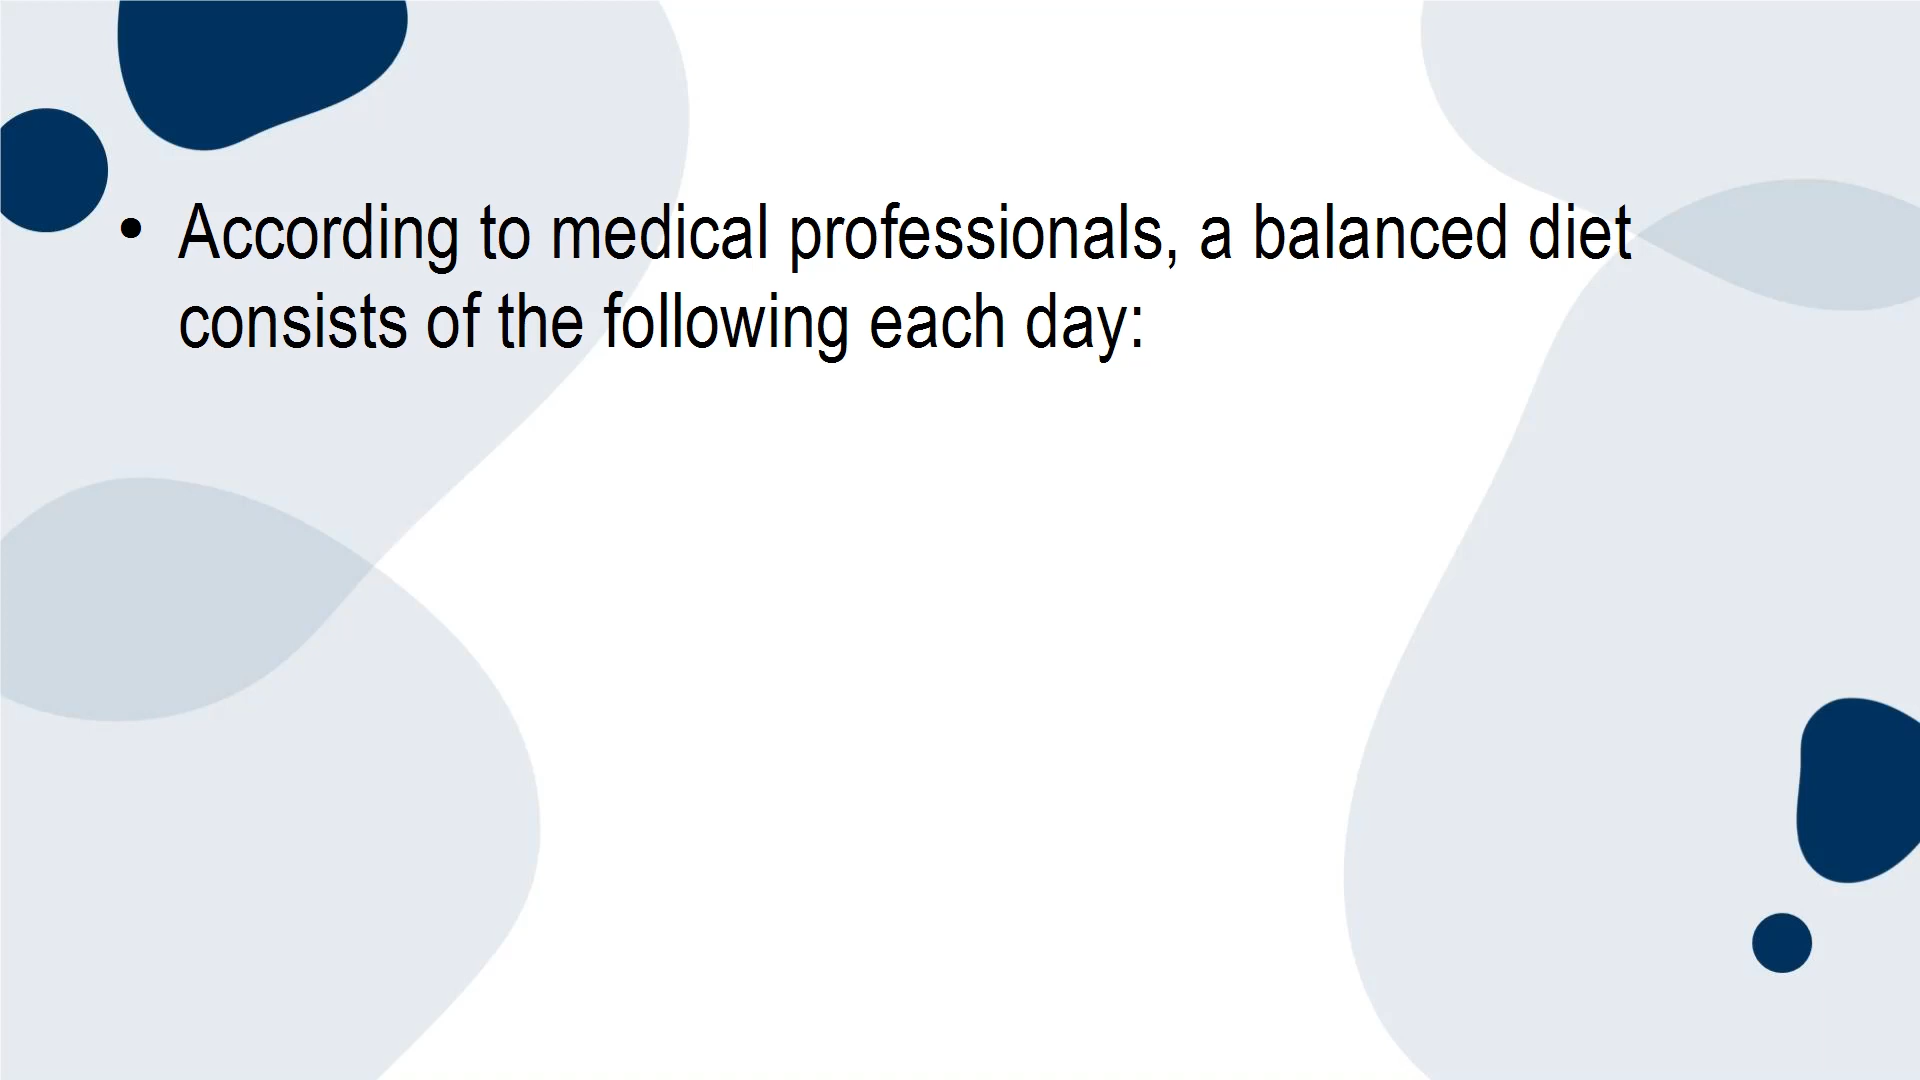 • According to medical professionals, a balanced diet
consists of the following each day: